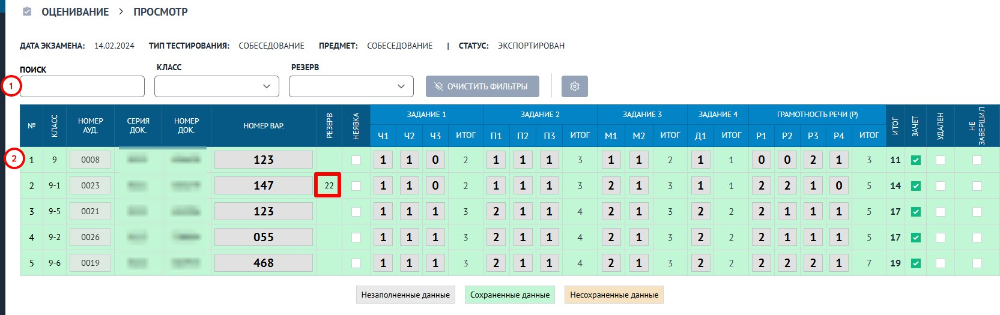 ОЦЕНИВАНИЕ > ПРОСМОТР
ДАТА ЭКЗАМЕНА: 14.02.2024 ТИП ТЕСТИРОВАНИЯ: СОБЕСЕДОВАНИЕ ПРЕДМЕТ: СОБЕСЕДОВАНИЕ | СТАТУС: ЭКСПОРТИРОВАН
ПОИСК КЛАСС РЕЗЕРВ
1 ОЧИСТИТЬ ФИЛЬТРЫ
№ КЛАСС НОМЕР АУД. СЕРИЯ ДОК. НОМЕР ДОК. НОМЕР ВАР. РЕЗЕРВ НЕЯВКА ЗАДАНИЕ 1 ЗАДАНИЕ 2 ЗАДАНИЕ 3 ЗАДАНИЕ 4 ГРАМОТНОСТЬ РЕЧИ (Р) ИТОГ ЗАЧЕТ УДАЛЕН НЕ ЗАВЕРШИЛ
Ч1 Ч2 Ч3 ИТОГ П1 П2 П3 ИТОГ М1 М2 ИТОГ Д1 ИТОГ Р1 Р2 Р3 Р4 ИТОГ
2 1 9 0008 123 1 1 0 2 1 1 1 3 1 1 2 1 1 0 0 2 1 3 11
2 9-1 0023 147 22 1 1 0 2 1 1 1 3 2 1 3 1 1 2 2 1 0 5 14
3 9-5 0021 123 1 1 1 3 2 1 1 4 2 1 3 2 2 2 1 1 1 5 17
4 9-2 0026 055 1 1 1 3 2 1 1 4 2 1 3 2 2 2 1 1 1 5 17
5 9-6 0019 468 1 1 1 3 2 1 1 4 2 1 3 2 2 2 2 2 1 7 19
Незаполненные данные Сохраненные данные Несохраненные данные